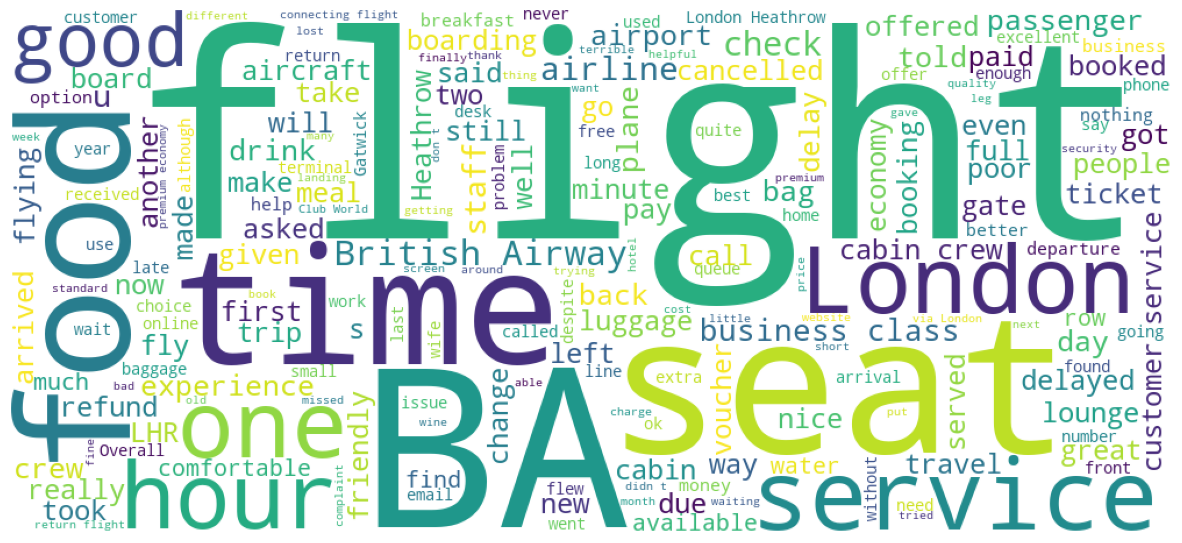 flight
time
BA
seat
London
food
service
hour
good
one
British Airway
business class
customer service
cabin crew
customer
different
connecting flight
lost
return
breakfast
finally
thank
never
terrible
thing
used
helpful
want
London Heathrow
airport
boarding
board
option
u
aircraft
take
said
two
airline
cancelled
check
offered
passenger
excellent
told
paid
enough
business
booked
offer
quality
leg
phone
nothing
say
got
security
people
ticket
gave
even
full
poor
economy
booking
gate
better
delay
plane
quite
go
free
desk
still
well
staff
problem
don t
many
Heathrow
Gatwick
will
drink
terminal
landing
make
meal
help
Club World
getting
asked
given
made
although
premium economy
another
flying
week
year
received
use
long
minute
pay
best
bag
premium
home
call
quede
departure
screen
around
trying
hotel
price
late
now
standard
choice
online
wait
arrived
first
book
trip
work
s
last
wife
called
despite
back
luggage
cost
website
little
short
via London
next
row
day
going
found
fly
baggage
much
bad
experience
small
old
missed
left
line
able
change
extra
voucher
arrival
charge
ok
nice
put
served
delayed
lounge
number
great
front
refund
LHR
Overall
fine
crew
really
took
return flight
comfortable
complaint
friendly
issue
wine
find
email
flew
new
went
didn t
month
money
waiting
due
available
cabin
way
water
travel
without
need
tried